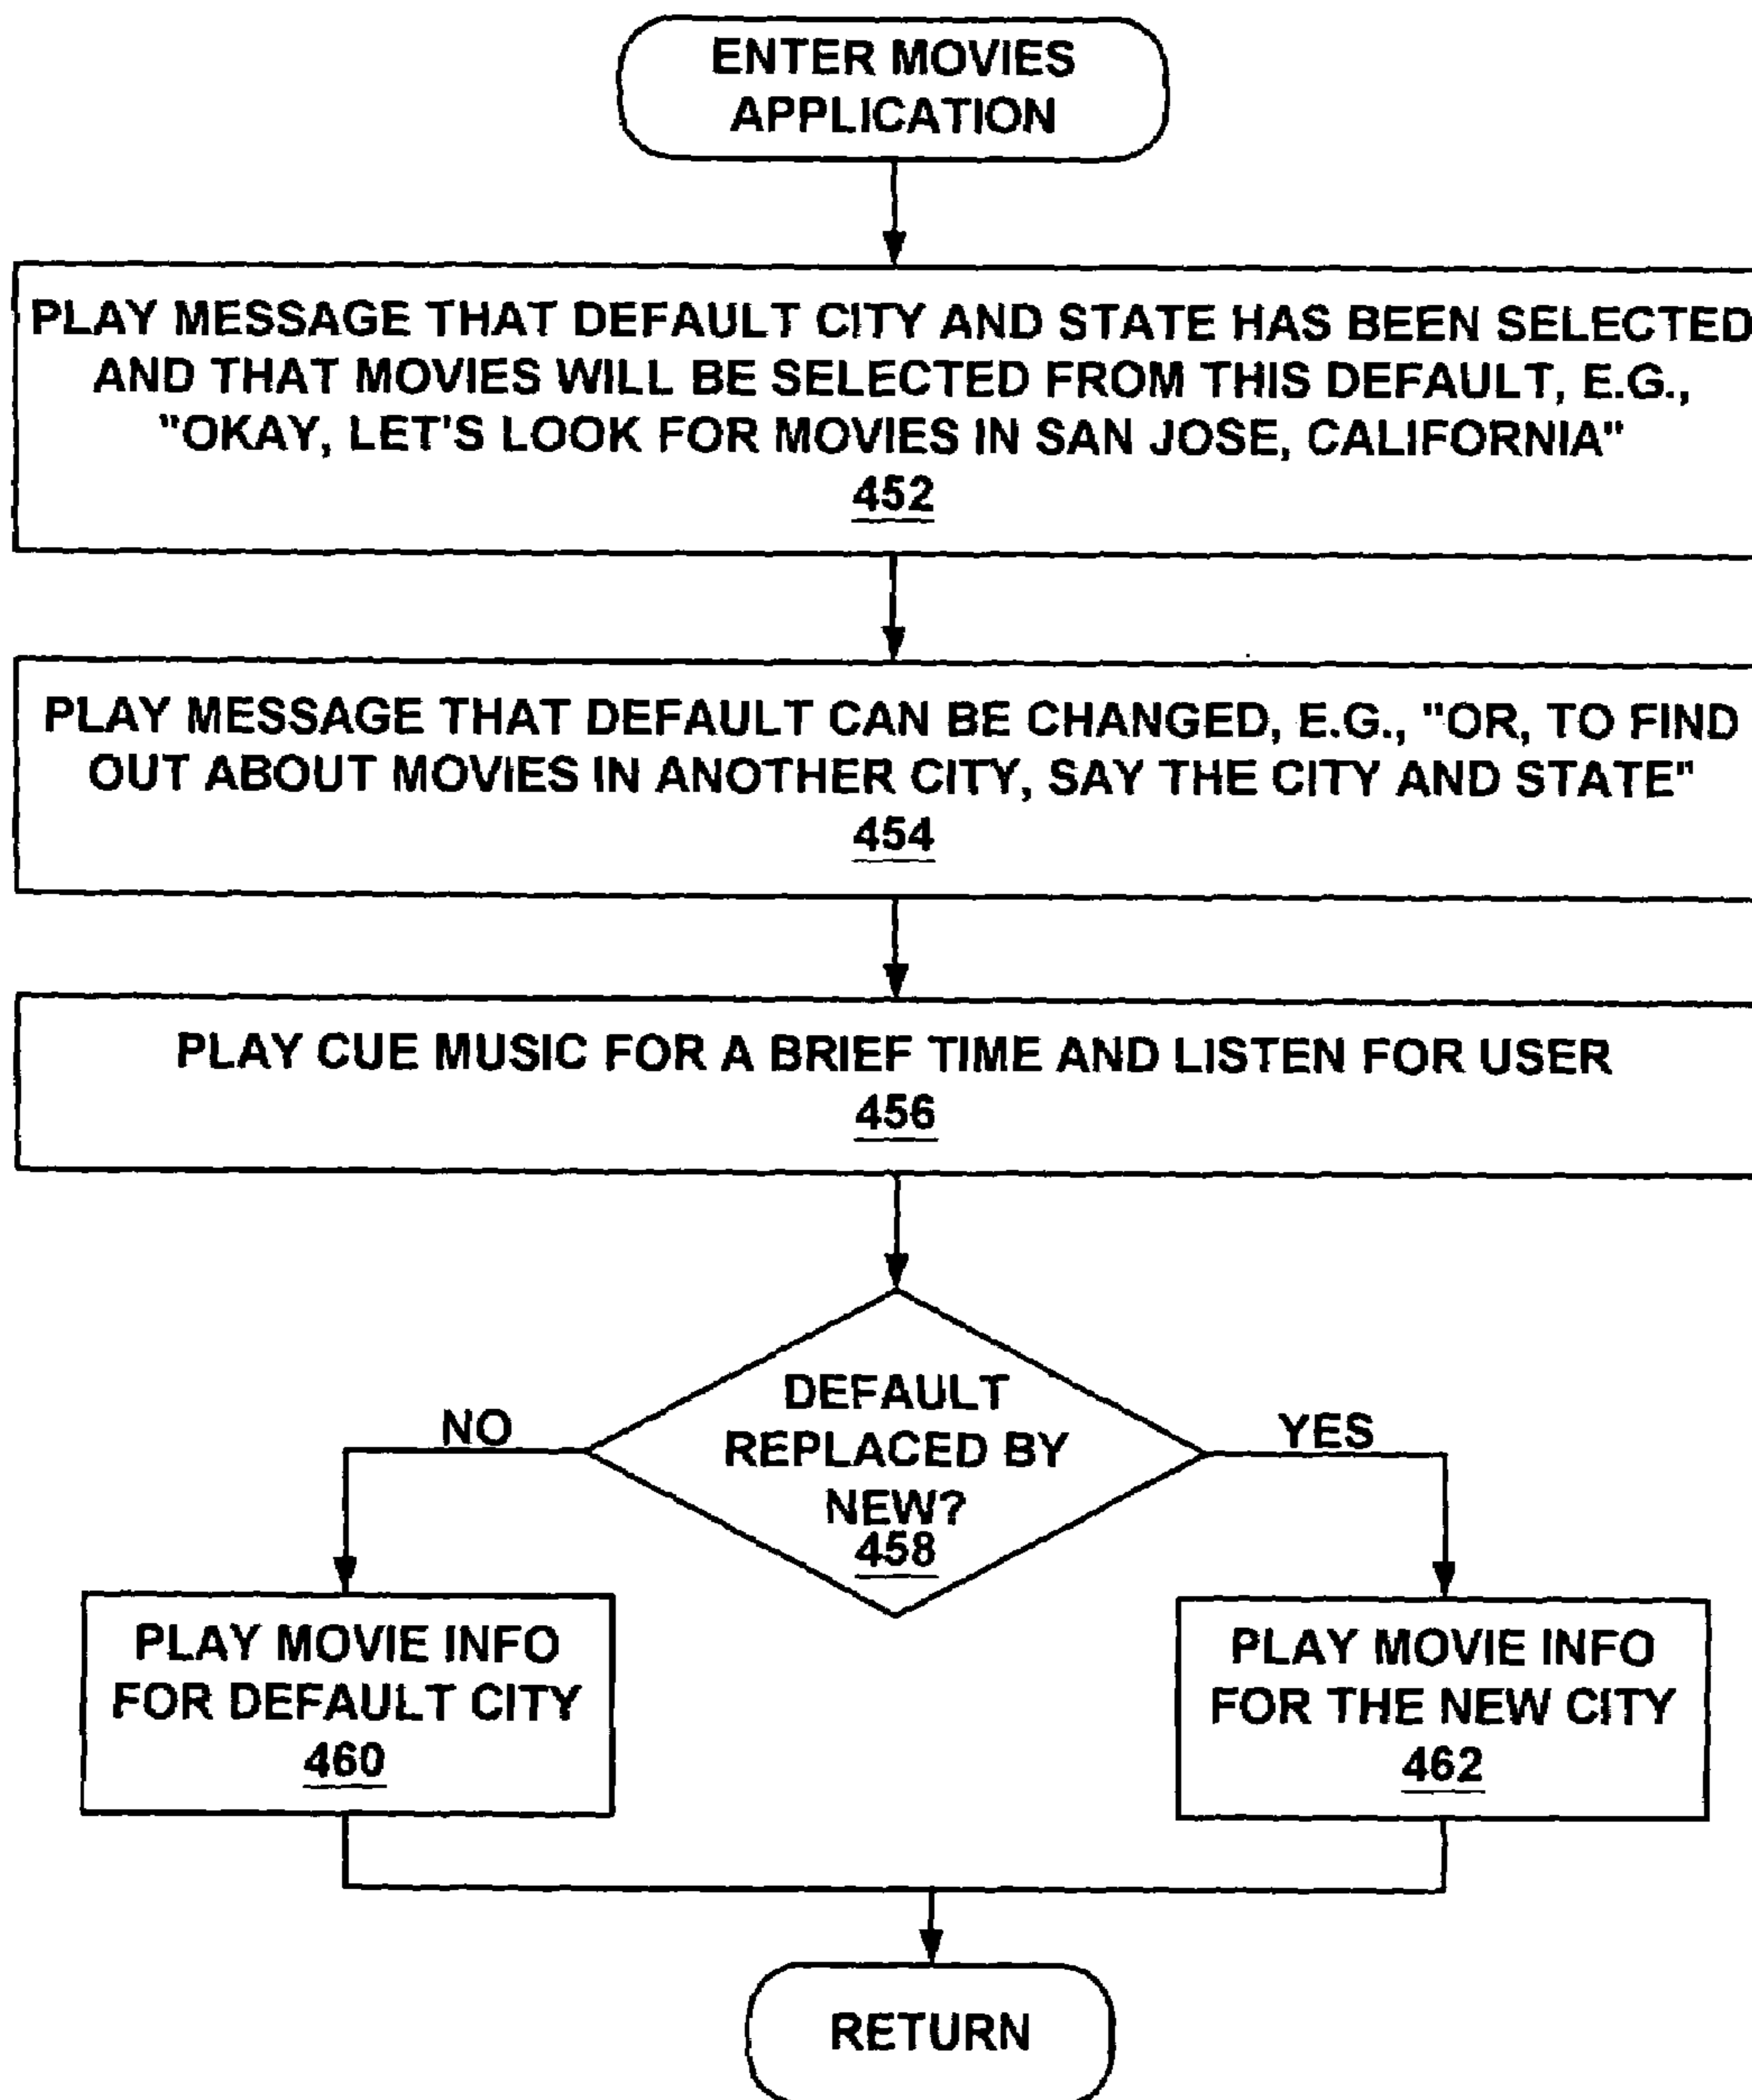 ENTER MOVIES
APPLICATION
PLAY MESSAGE THAT DEFAULT CITY AND STATE HAS BEEN SELECTED
AND THAT MOVIES WILL BE SELECTED FROM THIS DEFAULT, E.G.,
"OKAY, LET'S LOOK FOR MOVIES IN SAN JOSE, CALIFORNIA"
452
PLAY MESSAGE THAT DEFAULT CAN BE CHANGED, E.G., "OR, TO FIND
OUT ABOUT MOVIES IN ANOTHER CITY, SAY THE CITY AND STATE"
454
PLAY CUE MUSIC FOR A BRIEF TIME AND LISTEN FOR USER
456
DEFAULT
REPLACED BY
NEW?
458
NO
YES
PLAY MOVIE INFO
FOR DEFAULT CITY
460
PLAY MOVIE INFO
FOR THE NEW CITY
462
RETURN